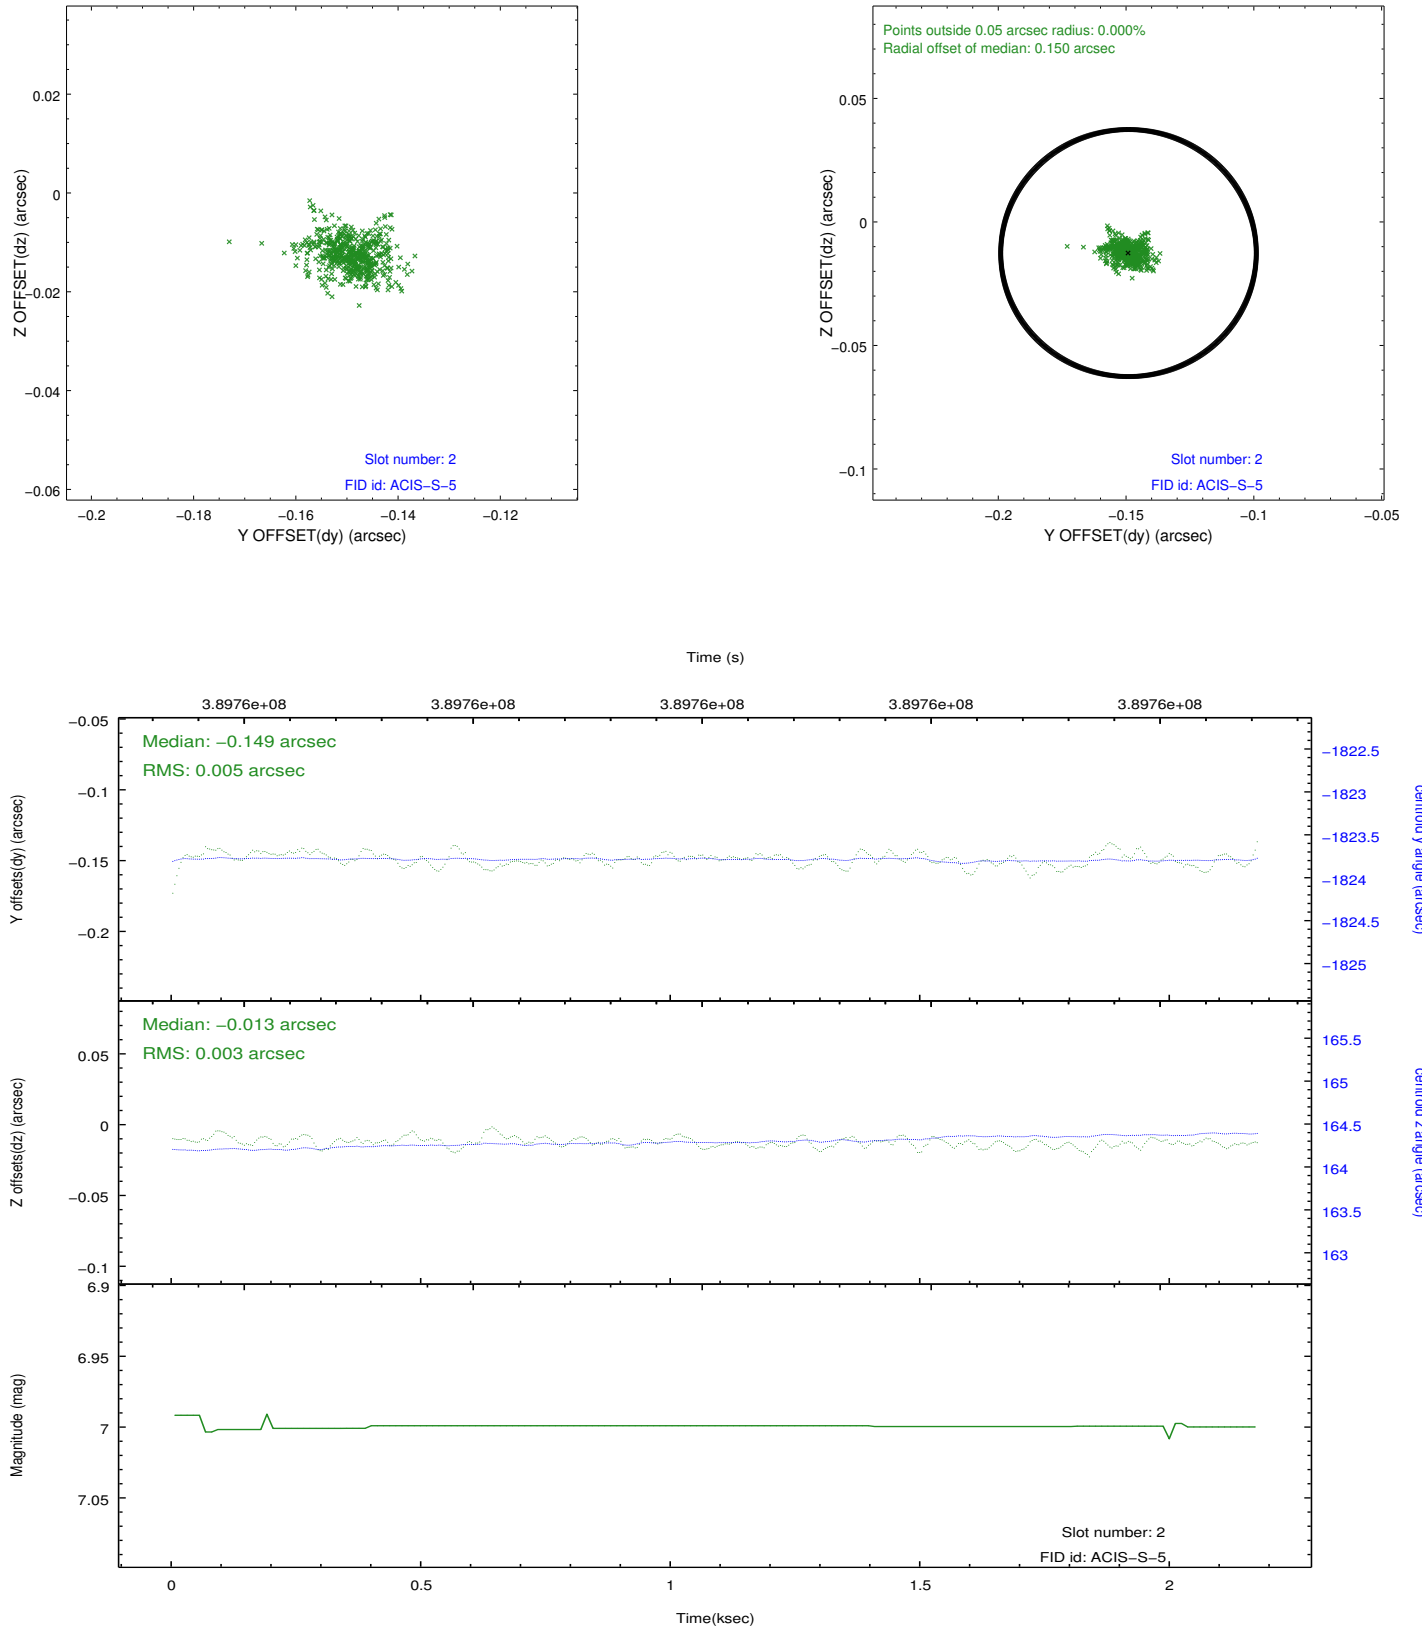 0.02
0
−0.02
−0.04
−0.06
Z OFFSET(dz) (arcsec)
Slot number: 2
FID id: ACIS−S−5
−0.2
−0.18
−0.16
−0.14
−0.12
Y OFFSET(dy) (arcsec)
Points outside 0.05 arcsec radius: 0.000%
Radial offset of median: 0.150 arcsec
0.05
0
−0.05
−0.1
Z OFFSET(dz) (arcsec)
Slot number: 2
FID id: ACIS−S−5
−0.2
−0.15
−0.1
−0.05
Y OFFSET(dy) (arcsec)
Time (s)
3.8976e+08
3.8976e+08
3.8976e+08
3.8976e+08
3.8976e+08
−0.05
−0.1
−0.15
−0.2
Y offsets(dy) (arcsec)
Median: −0.149 arcsec
RMS: 0.005 arcsec
−1822.5
−1823
−1823.5
−1824
−1824.5
−1825
centroid y angle (arcsec)
0.05
0
−0.05
−0.1
Z offsets(dz) (arcsec)
Median: −0.013 arcsec
RMS: 0.003 arcsec
165.5
165
164.5
164
163.5
163
centroid z angle (arcsec)
6.9
6.95
7
7.05
Magnitude (mag)
Slot number: 2
FID id: ACIS−S−5
0
0.5
1
1.5
2
Time(ksec)